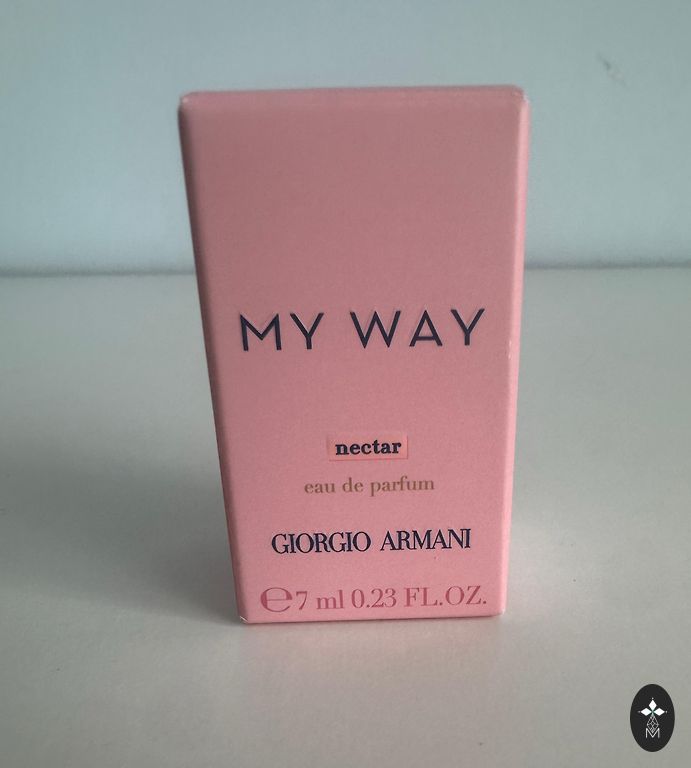 MY WAY
nectar
eau de parfum
GIORGIO ARMANI
℮7 ml 0.23 FL.OZ.
M